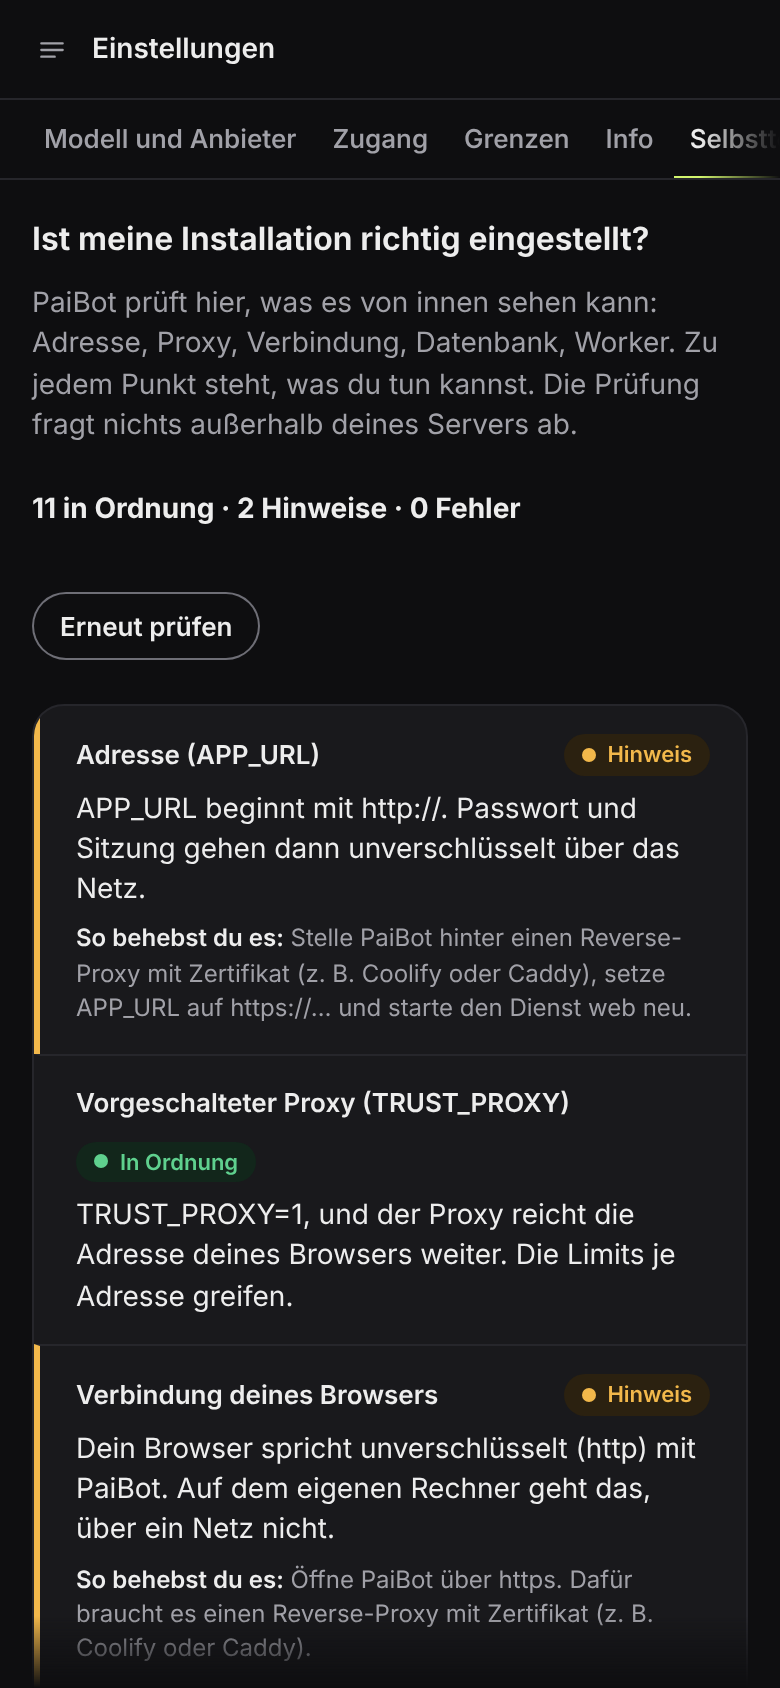 Einstellungen
Modell und Anbieter Zugang Grenzen Info Selbstt
Ist meine Installation richtig eingestellt?
PaiBot prüft hier, was es von innen sehen kann:
Adresse, Proxy, Verbindung, Datenbank, Worker. Zu
jedem Punkt steht, was du tun kannst. Die Prüfung
fragt nichts außerhalb deines Servers ab.
11 in Ordnung · 2 Hinweise · 0 Fehler
Erneut prüfen
Adresse (APP_URL)
Hinweis
APP_URL beginnt mit http://. Passwort und
Sitzung gehen dann unverschlüsselt über das
Netz.
So behebst du es: Stelle PaiBot hinter einen Reverse-
Proxy mit Zertifikat (z. B. Coolify oder Caddy), setze
APP_URL auf https://… und starte den Dienst web neu.
Vorgeschalteter Proxy (TRUST_PROXY)
In Ordnung
TRUST_PROXY=1, und der Proxy reicht die
Adresse deines Browsers weiter. Die Limits je
Adresse greifen.
Verbindung deines Browsers
Hinweis
Dein Browser spricht unverschlüsselt (http) mit
PaiBot. Auf dem eigenen Rechner geht das,
über ein Netz nicht.
So behebst du es: Öffne PaiBot über https. Dafür
braucht es einen Reverse-Proxy mit Zertifikat (z. B.
Coolify oder Caddy).